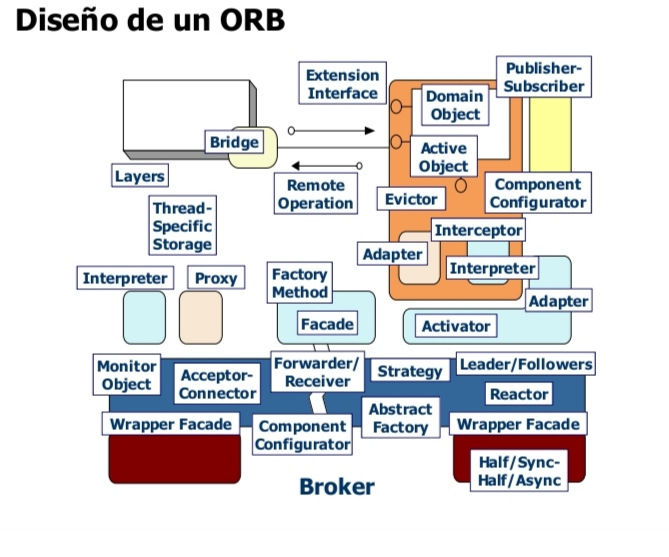 Diseño de un ORB
Publisher-
Subscriber
Extension
Interface
Domain
Object
Bridge
Active
Object
Layers
Remote
Operation
Evictor
Component
Configurator
Thread-
Specific
Storage
Interceptor
Adapter
Interpreter
Interpreter
Proxy
Factory
Method
Adapter
Facade
Activator
Monitor
Object
Acceptor-
Connector
Forwarder/
Receiver
Strategy
Leader/Followers
Reactor
Abstract
Factory
Wrapper Facade
Component
Configurator
Wrapper Facade
Half/Sync-
Half/Async
Broker